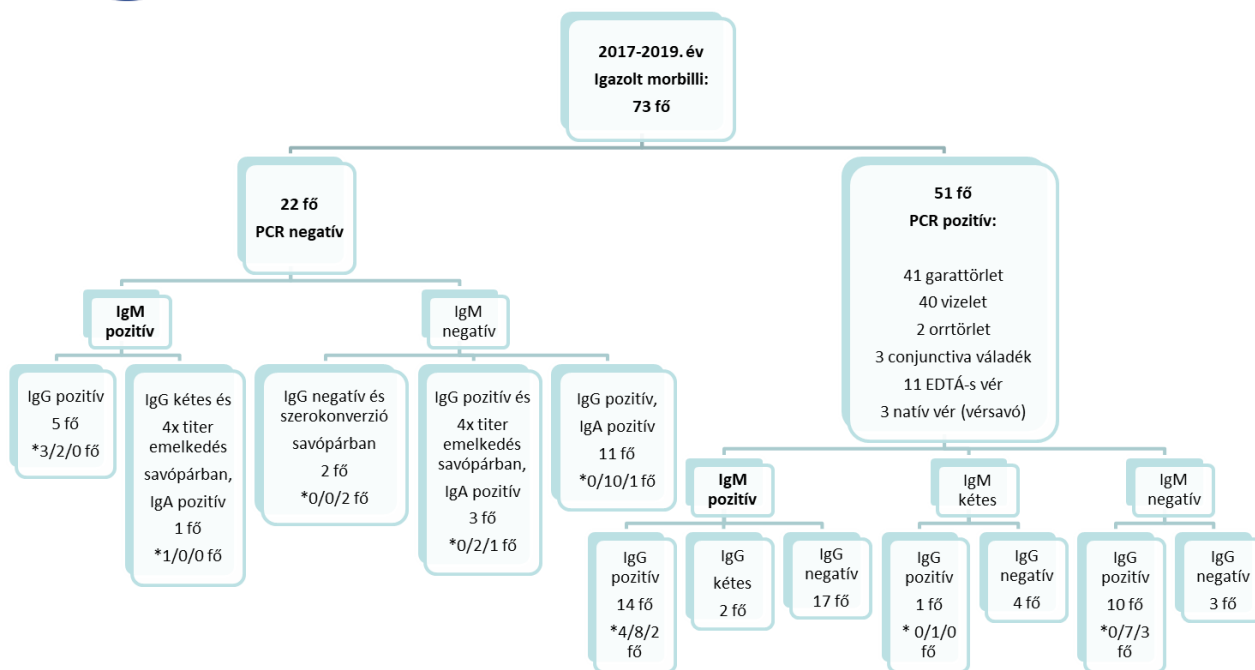 2017-2019. év
Igazolt morbilli:
73 fő
22 fő
PCR negatív
51 fő
PCR pozitív:
41 garattörlet
40 vizelet
2 orrtörlet
3 conjunctiva váladék
11 EDTÁ-s vér
3 natív vér (vérsavó)
IgM
pozitív
IgM
negatív
IgG pozitív
5 fő
*3/2/0 fő
IgG kétes és
4x titer
emelkedés
savópárban,
IgA pozitív
1 fő
*1/0/0 fő
IgG negatív és
szerokonverzió
savópárban
2 fő
*0/0/2 fő
IgG pozitív és
4x titer
emelkedés
savópárban,
IgA pozitív
3 fő
*0/2/1 fő
IgG pozitív,
IgA pozitív
11 fő
*0/10/1 fő
IgM
pozitív
IgM
kétes
IgM
negatív
IgG
pozitív
14 fő
*4/8/2
fő
IgG
kétes
2 fő
IgG
negatív
17 fő
IgG
pozitív
1 fő
* 0/1/0
fő
IgG
negatív
4 fő
IgG
pozitív
10 fő
*0/7/3
fő
IgG
negatív
3 fő